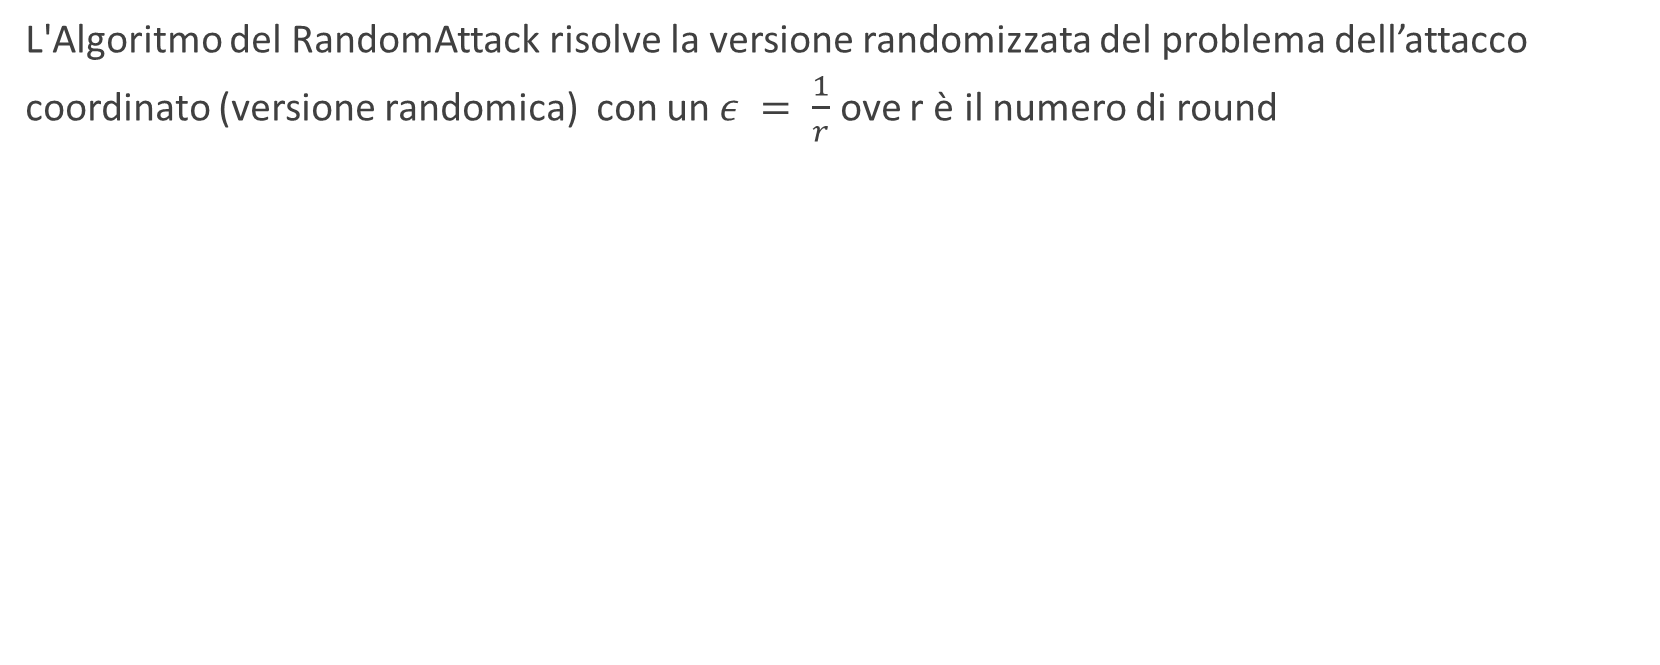 L'Algoritmo del RandomAttack risolve la versione randomizzata del problema dell’attacco
coordinato (versione randomica) con un ϵ = 1/r ove r è il numero di round